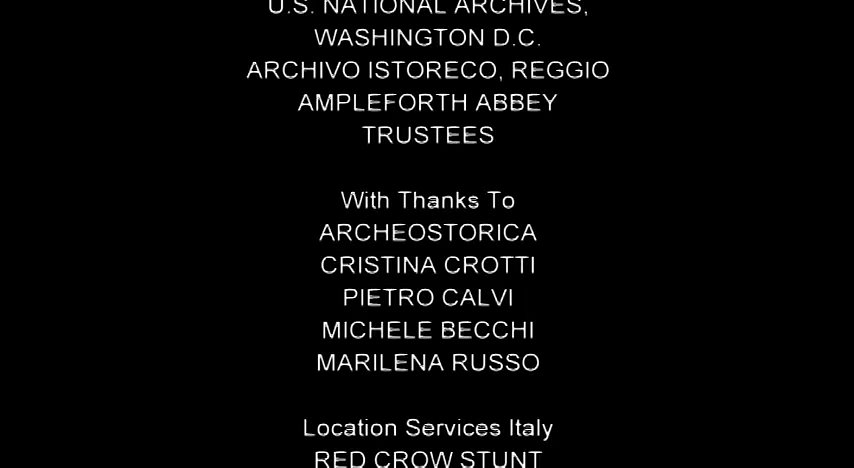 U.S. NATIONAL ARCHIVES,
WASHINGTON D.C.
ARCHIVO ISTORECO, REGGIO
AMPLEFORTH ABBEY
TRUSTEES
With Thanks To
ARCHEOSTORICA
CRISTINA CROTTI
PIETRO CALVI
MICHELE BECCHI
MARILENA RUSSO
Location Services Italy
RED CROW STUNT